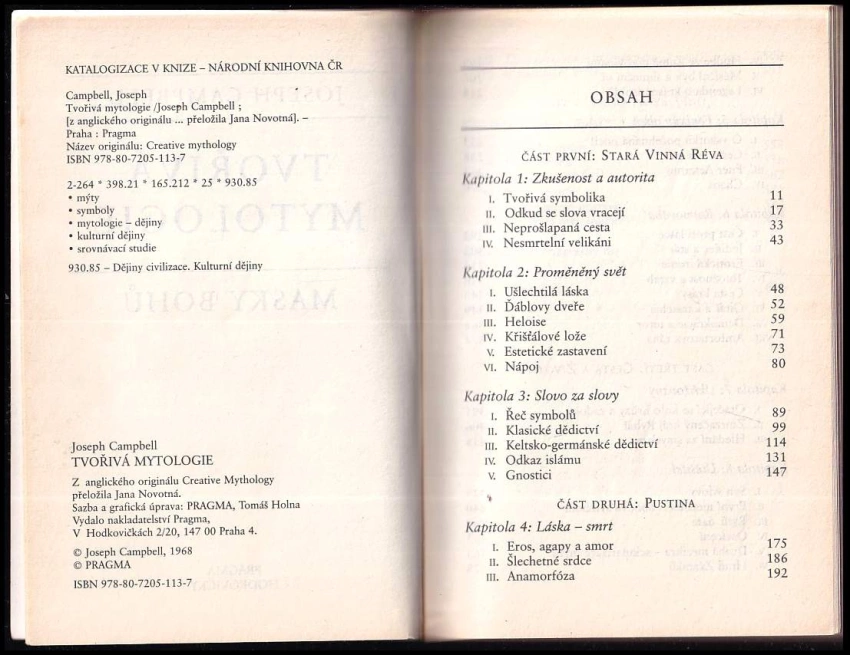 KATALOGIZACE V KNIZE – NÁRODNÍ KNIHOVNA ČR
Campbell, Joseph
Tvořivá mytologie /Joseph Campbell ;
[z anglického originálu ... přeložila Jana Novotná]. –
Praha : Pragma
Název originálu: Creative mythology
ISBN 978-80-7205-113-7
2-264 * 398.21 * 165.212 * 25 * 930.85
• mýty
• symboly
• mytologie – dějiny
• kulturní dějiny
• srovnávací studie
930.85 – Dějiny civilizace. Kulturní dějiny
Joseph Campbell
TVOŘIVÁ MYTOLOGIE
Z anglického originálu Creative Mythology
přeložila Jana Novotná.
Sazba a grafická úprava: PRAGMA, Tomáš Holna
Vydalo nakladatelství Pragma,
V Hodkovičkách 2/20, 147 00 Praha 4.
© Joseph Campbell, 1968
© PRAGMA
ISBN 978-80-7205-113-7
OBSAH
ČÁST PRVNÍ: STARÁ VINNÁ RÉVA
Kapitola 1: Zkušenost a autorita
I. Tvořivá symbolika 11
II. Odkud se slova vracejí 17
III. Neprošlapaná cesta 33
IV. Nesmrtelní velikáni 43
Kapitola 2: Proměněný svět
I. Ušlechtilá láska 48
II. Ďáblovy dveře 52
III. Heloise 59
IV. Křišťálové lože 71
V. Estetické zastavení 73
VI. Nápoj 80
Kapitola 3: Slovo za slovy
I. Řeč symbolů 89
II. Klasické dědictví 99
III. Keltsko-germánské dědictví 114
IV. Odkaz islámu 131
V. Gnostici 147
ČÁST DRUHÁ: PUSTINA
Kapitola 4: Láska – smrt
I. Eros, agapy a amor 175
II. Šlechetné srdce 186
III. Anamorfóza 192